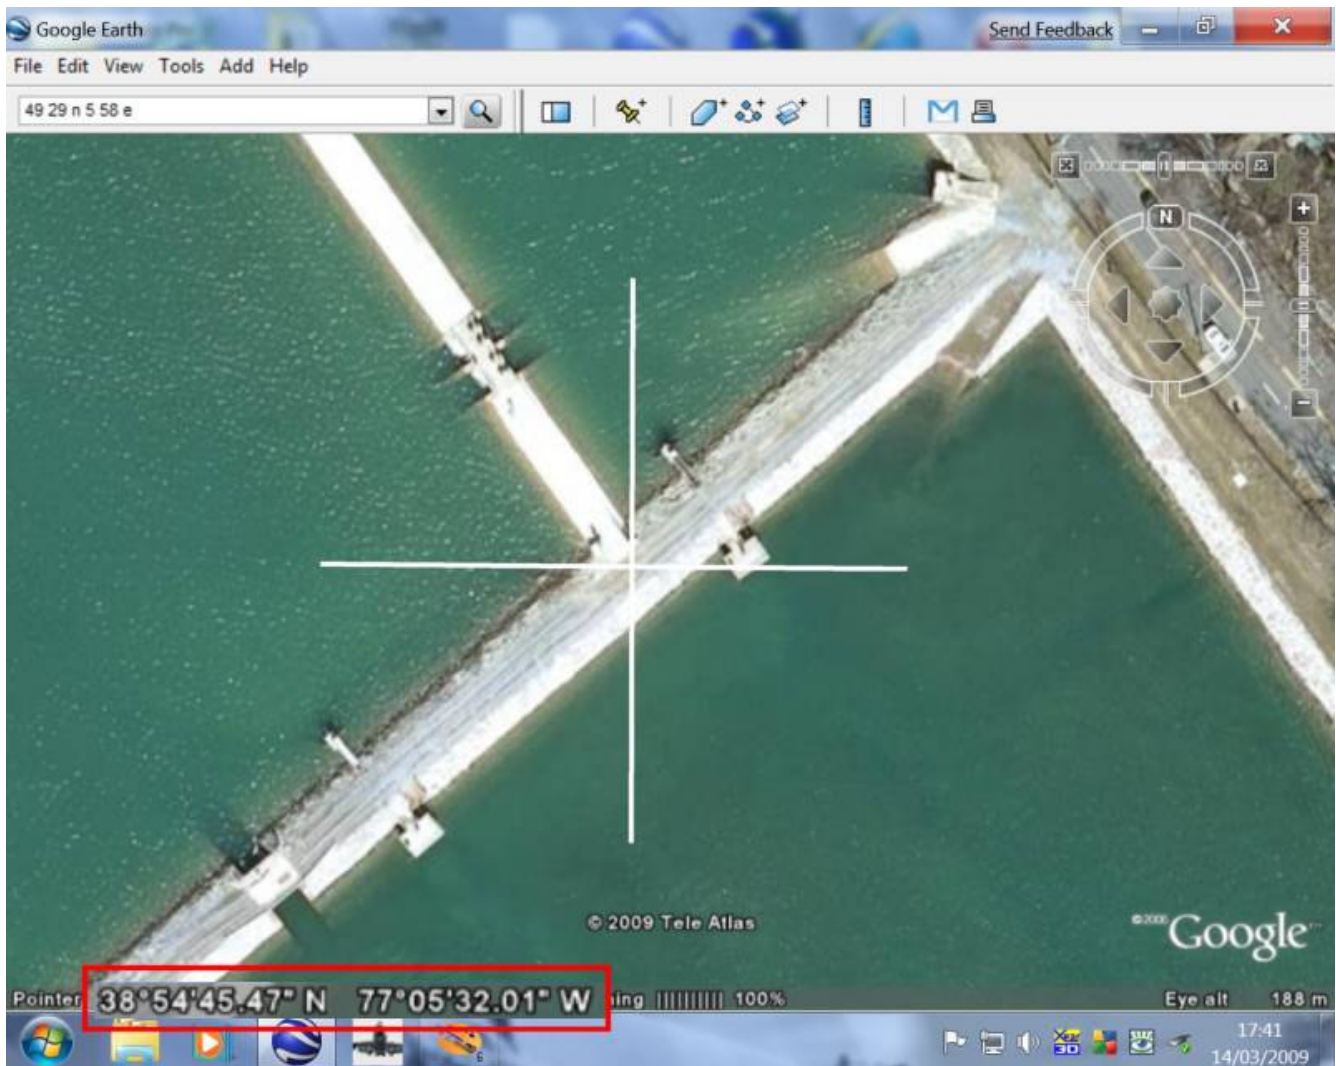 Google Earth
Send Feedback
File Edit View Tools Add Help
49 29 n 5 58 e
N
© 2009 Tele Atlas
Google
Pointer 38°54'45.47" N 77°05'32.01" W ing |||||||||| 100% Eye alt 188 m
17:41
14/03/2009